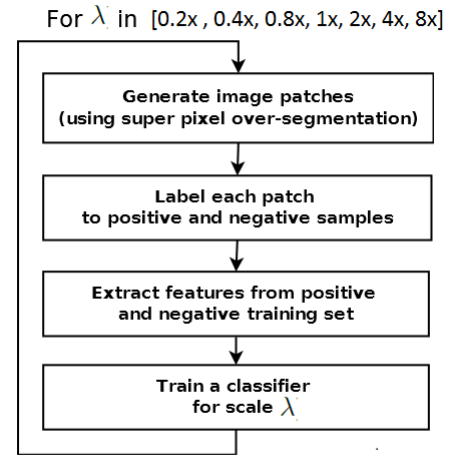 For λ in [0.2x , 0.4x, 0.8x, 1x, 2x, 4x, 8x]
Generate image patches
(using super pixel over-segmentation)
Label each patch
to positive and negative samples
Extract features from positive
and negative training set
Train a classifier
for scale λ